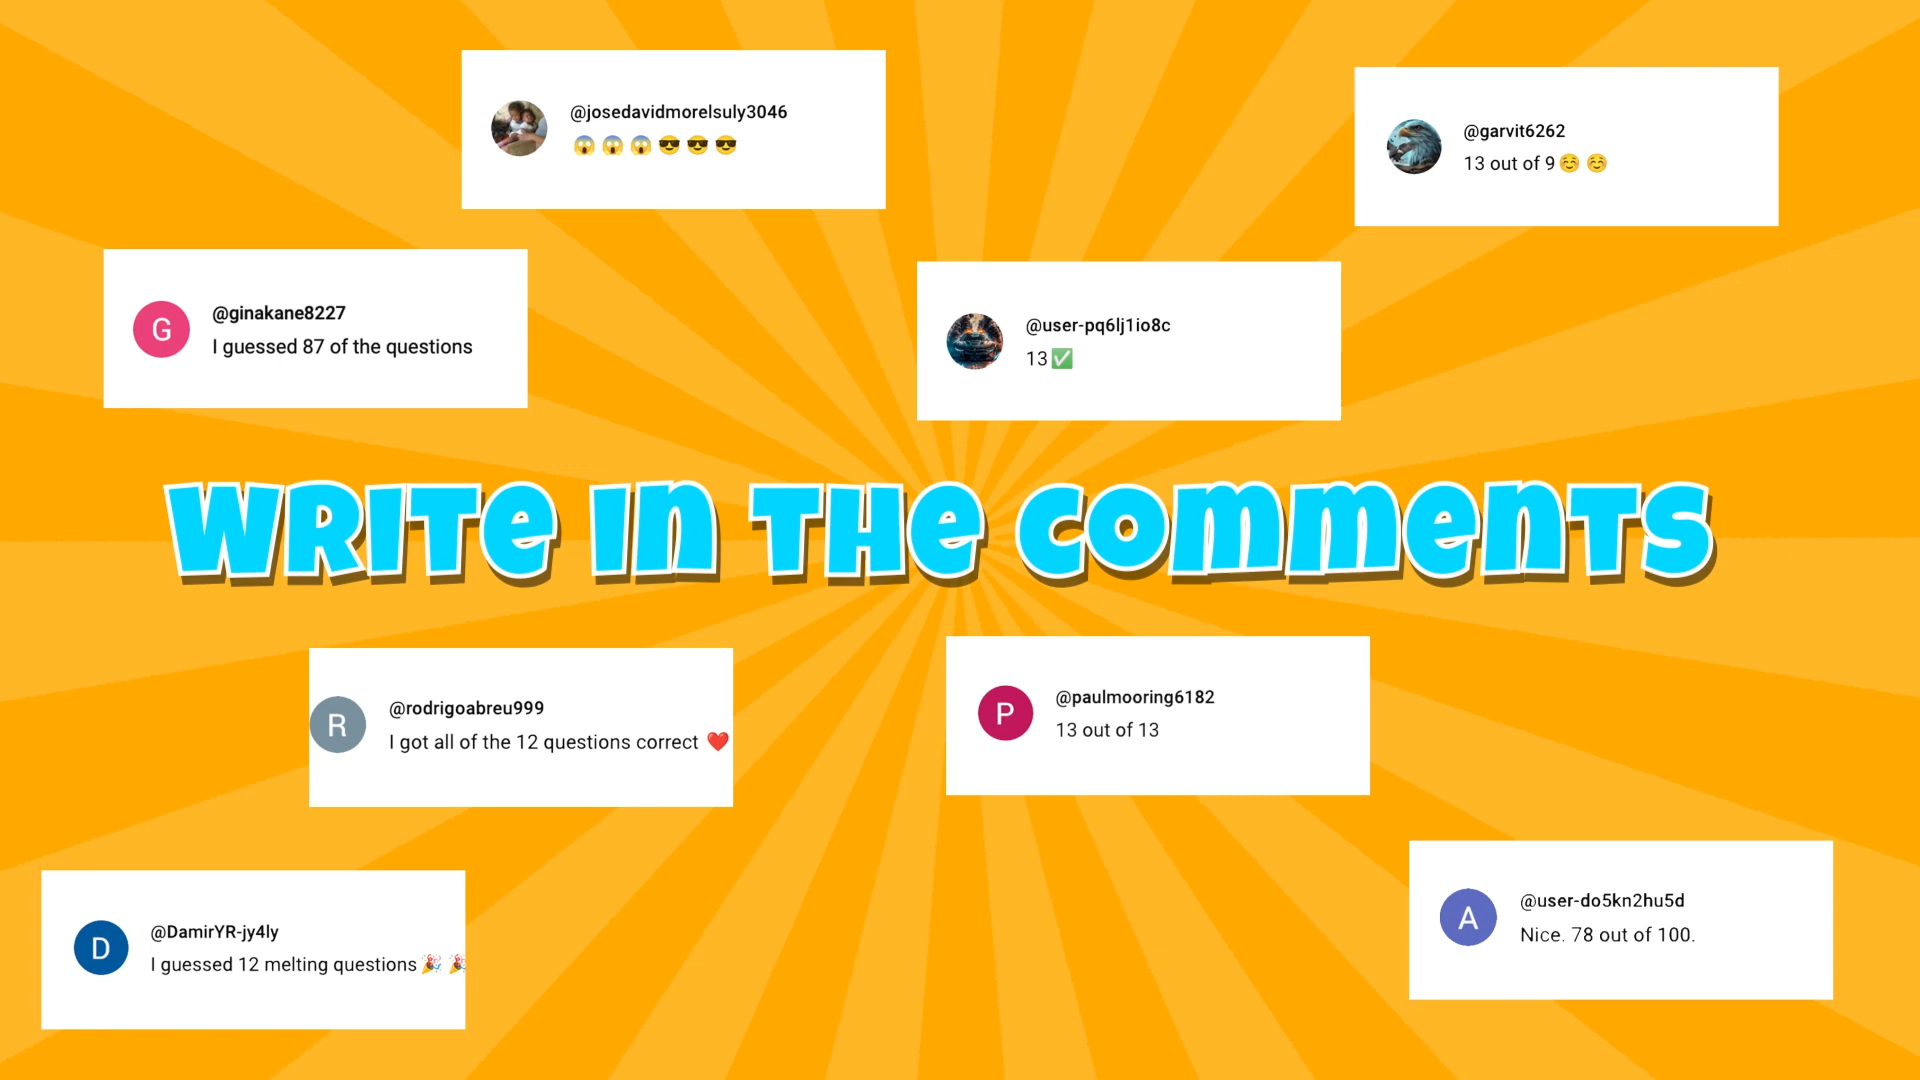 @josedavidmorelsuly3046
😱😱😱😎😎😎
@garvit6262
13 out of 9☺️☺️
G
@ginakane8227
I guessed 87 of the questions
@user-pq6lj1io8c
13✅
WRITE IN THE COMMENTS
R
@rodrigoabreu999
I got all of the 12 questions correct ❤️
P
@paulmooring6182
13 out of 13
D
@DamirYR-jy4ly
I guessed 12 melting questions🎉🎉
A
@user-do5kn2hu5d
Nice. 78 out of 100.